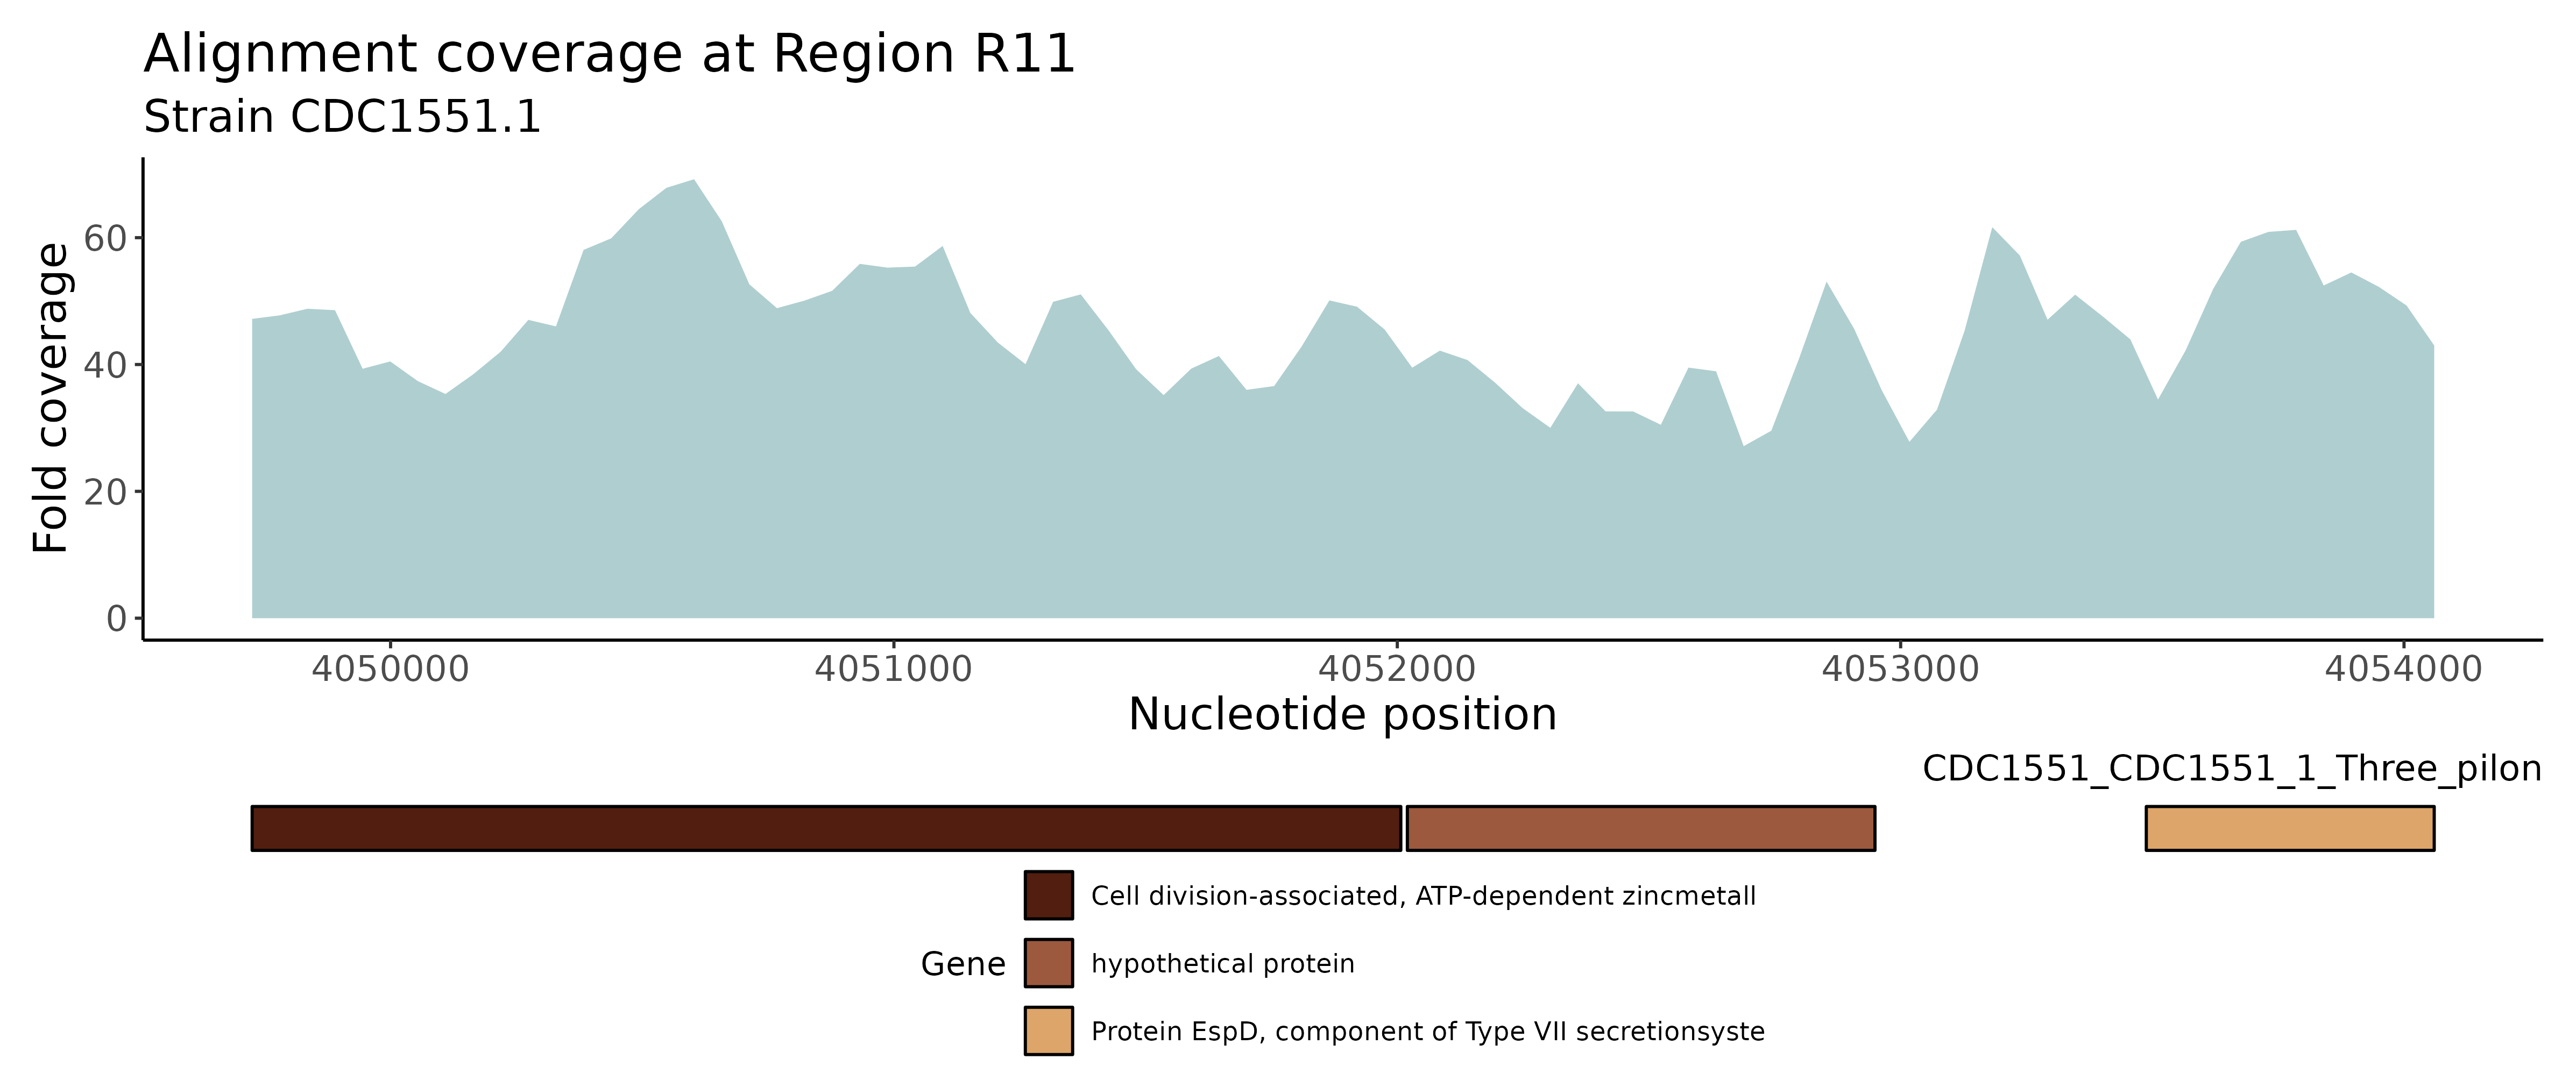 Alignment coverage at Region R11
Strain CDC1551.1
Fold coverage
60
40
20
0
4050000 4051000 4052000 4053000 4054000
Nucleotide position
CDC1551_CDC1551_1_Three_pilon
Gene
Cell division-associated, ATP-dependent zincmetall
hypothetical protein
Protein EspD, component of Type VII secretionsyste